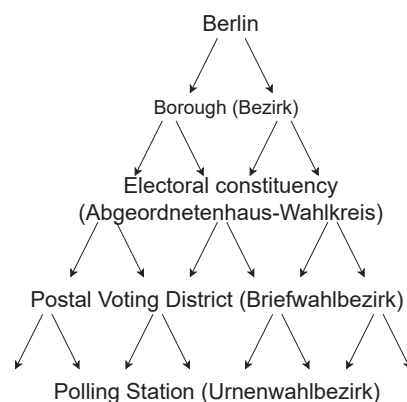 Berlin
Borough (Bezirk)
Electoral constituency
(Abgeordnetenhaus-Wahlkreis)
Postal Voting District (Briefwahlbezirk)
Polling Station (Urnenwahlbezirk)